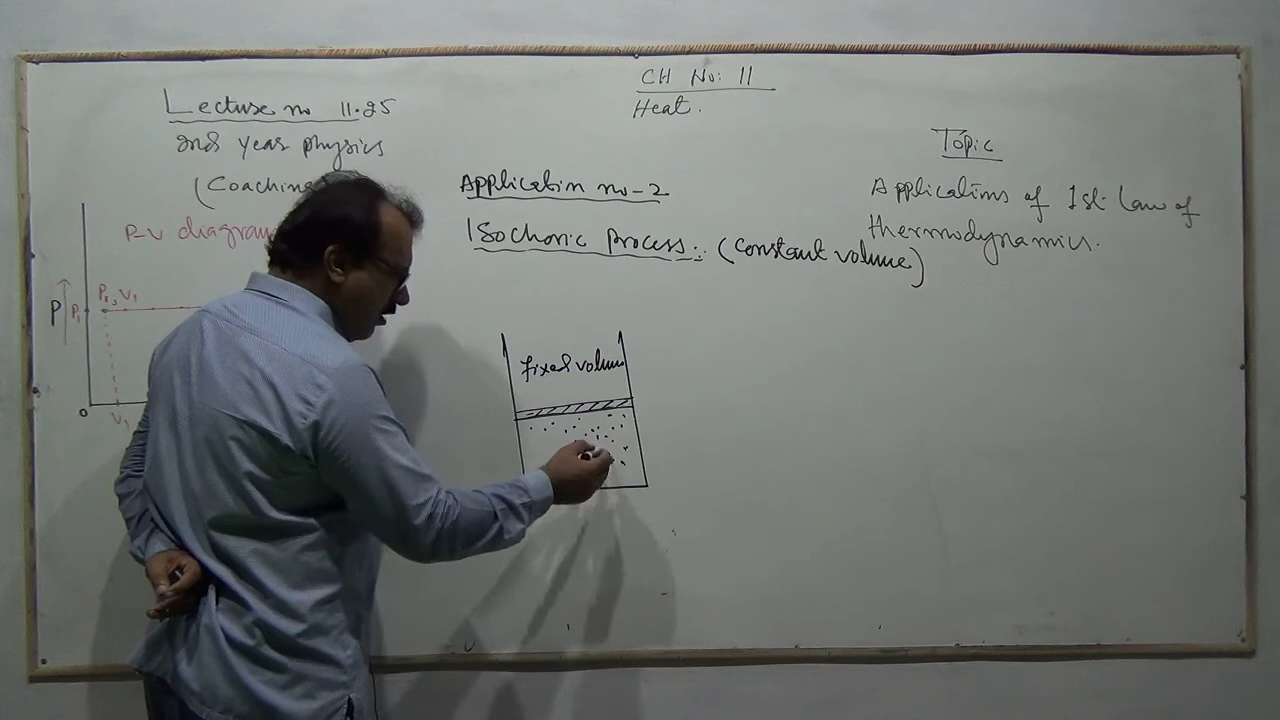 CH No: 11
Heat.
Lecture no 11.25
2nd year physics
(Coaching
P-V diagram
Topic
Applications of 1st Law of
thermodynamics.
Application no-2
Isochoric process:: (constant volume)
fixed volume
P P₁ P₁, V₁
0 V₁